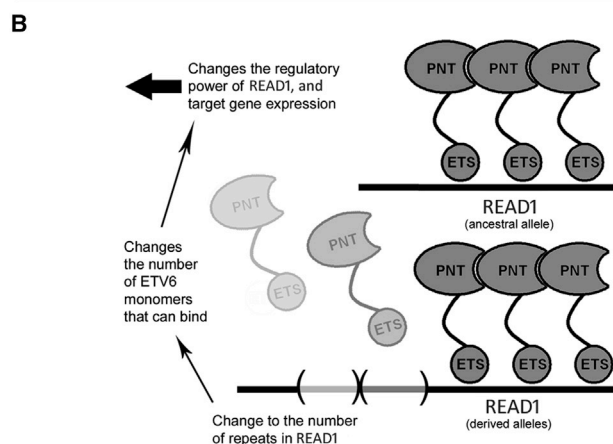 B
Changes the regulatory
power of READ1, and
target gene expression
PNT PNT PNT
ETS ETS ETS
READ1
(ancestral allele)
PNT
ETS
PNT
ETS
Changes
the number
of ETV6
monomers
that can bind
PNT PNT PNT
ETS ETS ETS
READ1
(derived alleles)
Change to the number
of repeats in READ1